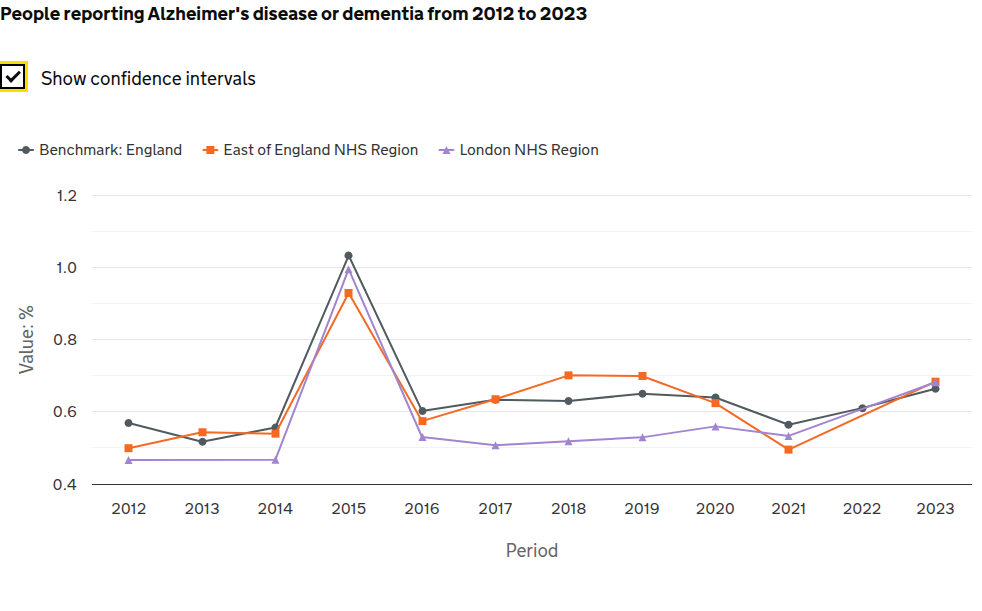 People reporting Alzheimer's disease or dementia from 2012 to 2023
Show confidence intervals
Benchmark: England East of England NHS Region London NHS Region
1.2
1.0
0.8
0.6
0.4
Value: %
2012 2013 2014 2015 2016 2017 2018 2019 2020 2021 2022 2023
Period